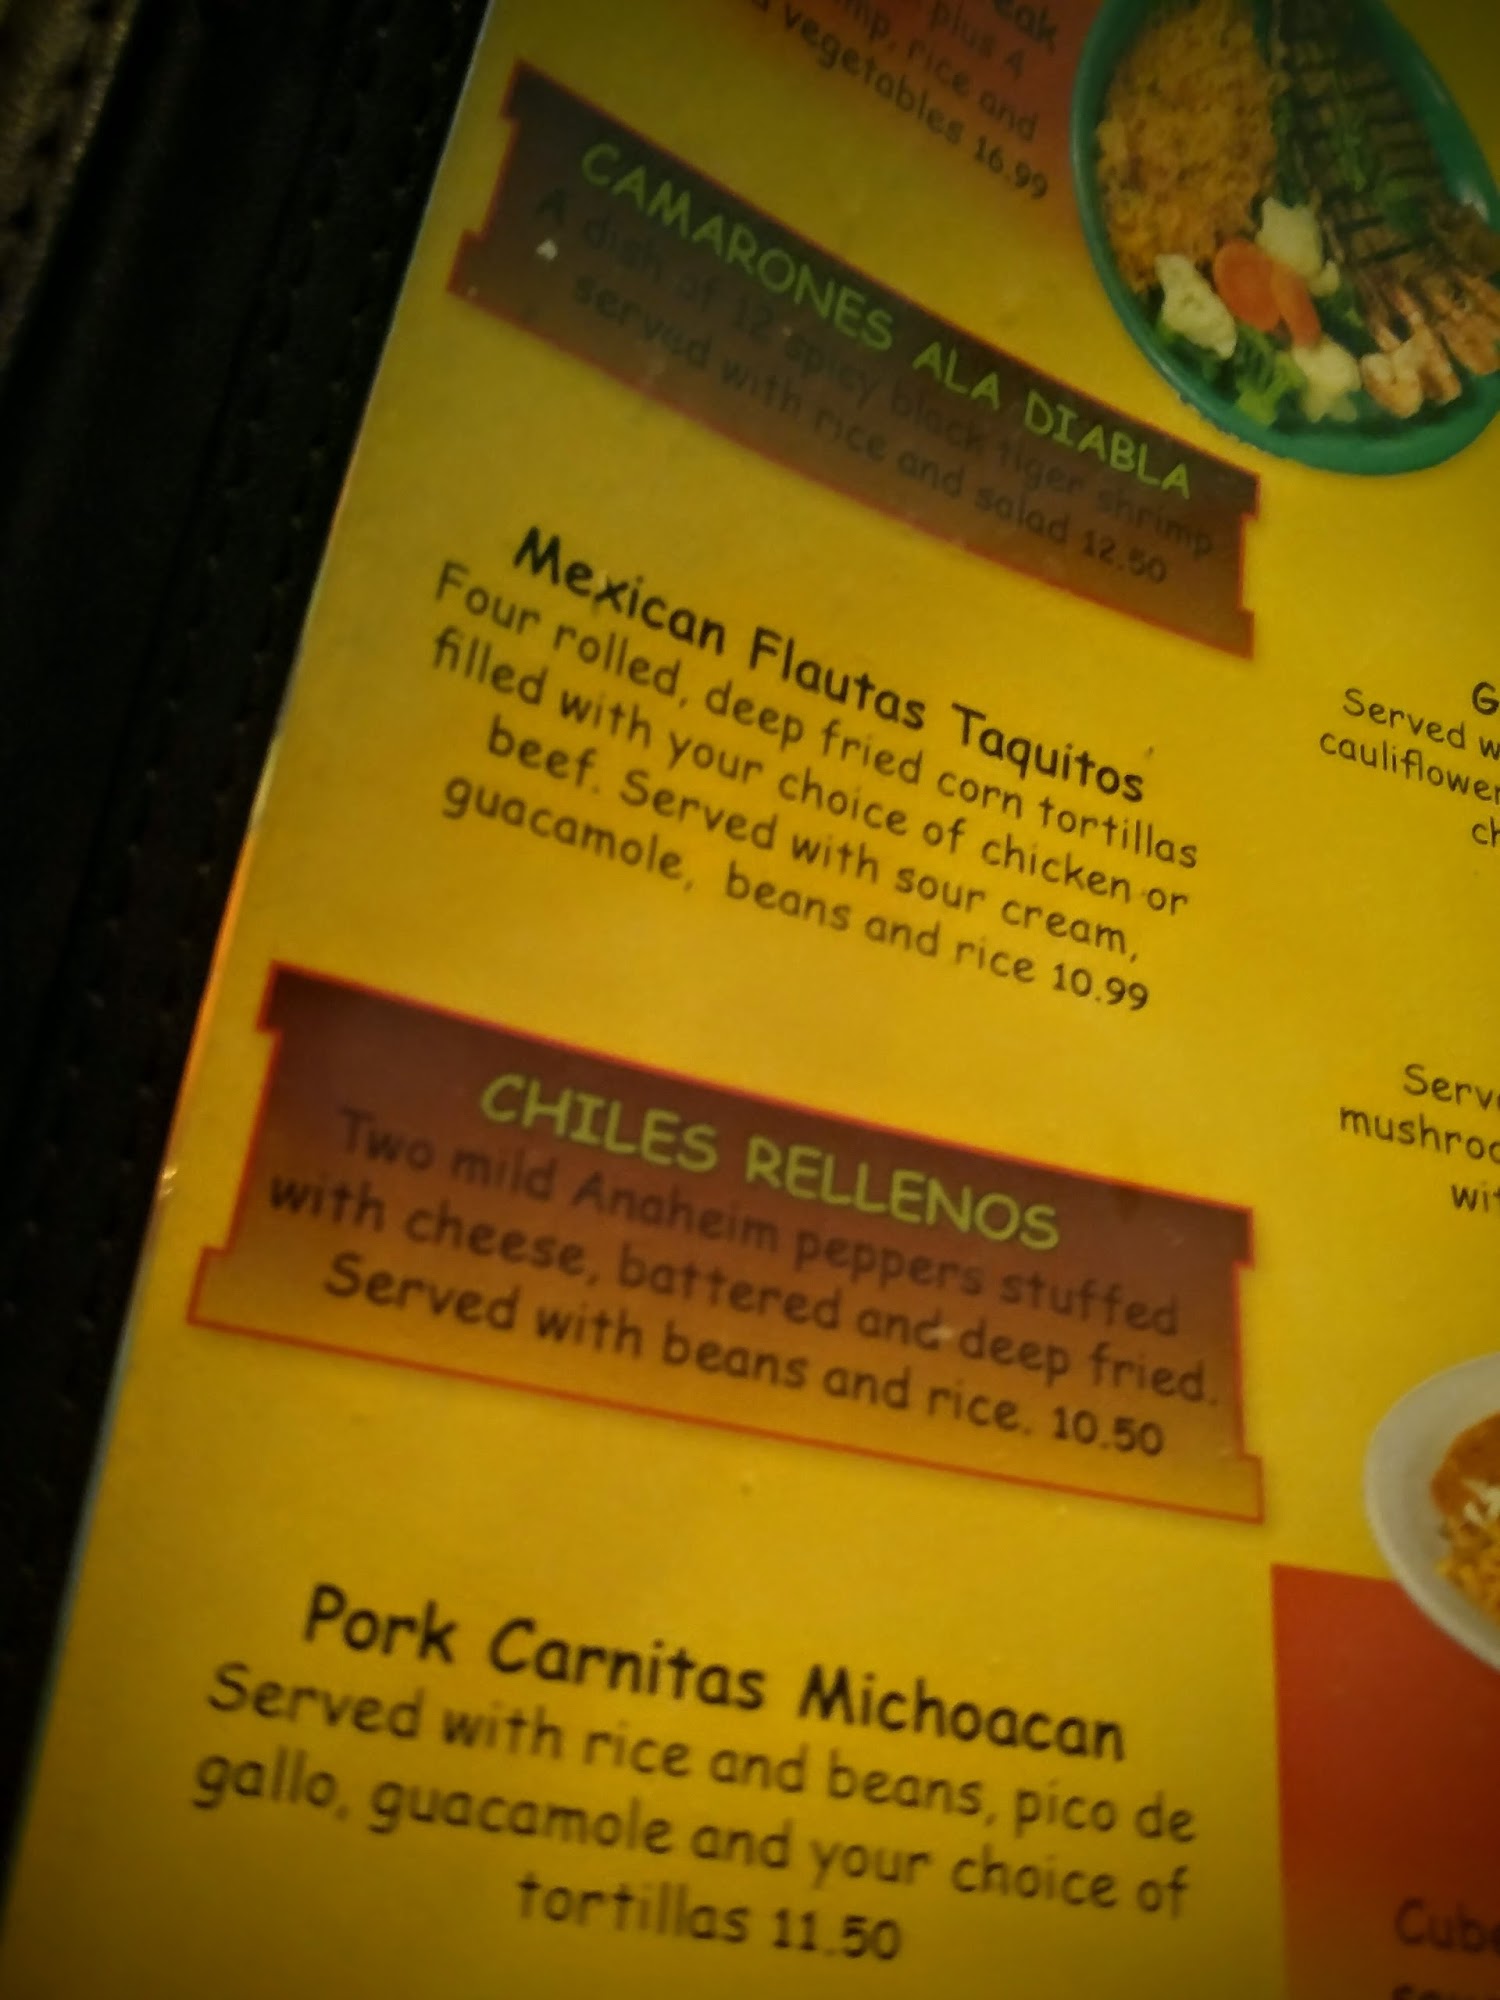 plus 4
rice and
vegetables 16.99
CAMARONES ALA DIABLA
A dish of 12 spicy black tiger shrimp
served with rice and salad 12.50
Mexican Flautas Taquitos
Four rolled, deep fried corn tortillas
filled with your choice of chicken or
beef. Served with sour cream,
guacamole, beans and rice 10.99
CHILES RELLENOS
Two mild Anaheim peppers stuffed
with cheese, battered and deep fried.
Served with beans and rice. 10.50
Pork Carnitas Michoacan
Served with rice and beans, pico de
gallo, guacamole and your choice of
tortillas 11.50
Served
cauliflower